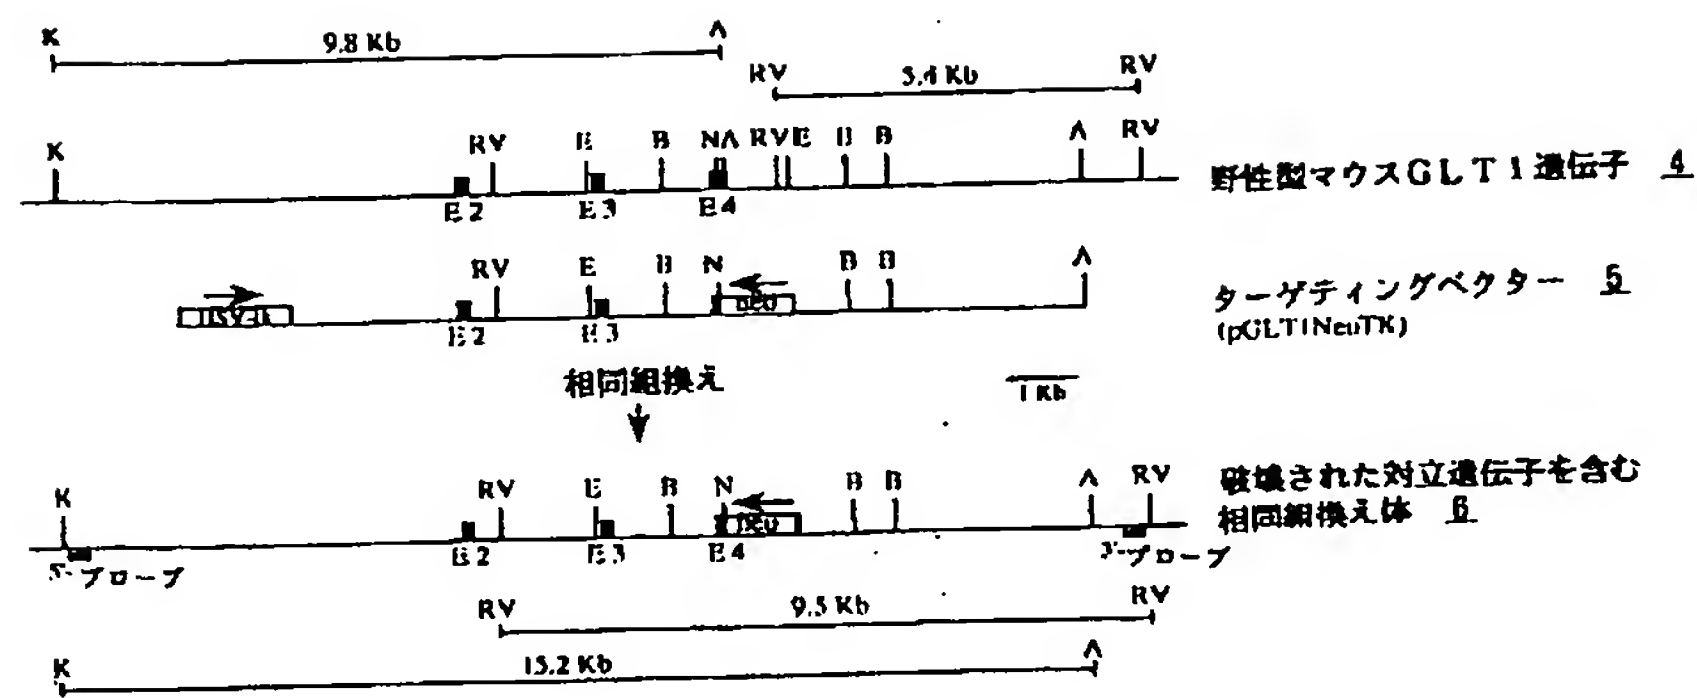 K 9.8 Kb A
RV 5.4 Kb RV
K RV E B NA RV E B B A RV
野性型マウスGLT1遺伝子 4
E2 E3 E4
RV E B N B B A
ターゲティングベクター 5
(pGLT1NeoTK)
neo
E2 E3
相同組換え
1 Kb
K RV E B N B B A RV
破壊された対立遺伝子を含む
相同組換え体 6
neo
5'-プローブ E2 E3 E4 3'-プローブ
RV 9.5 Kb RV
K 15.2 Kb A